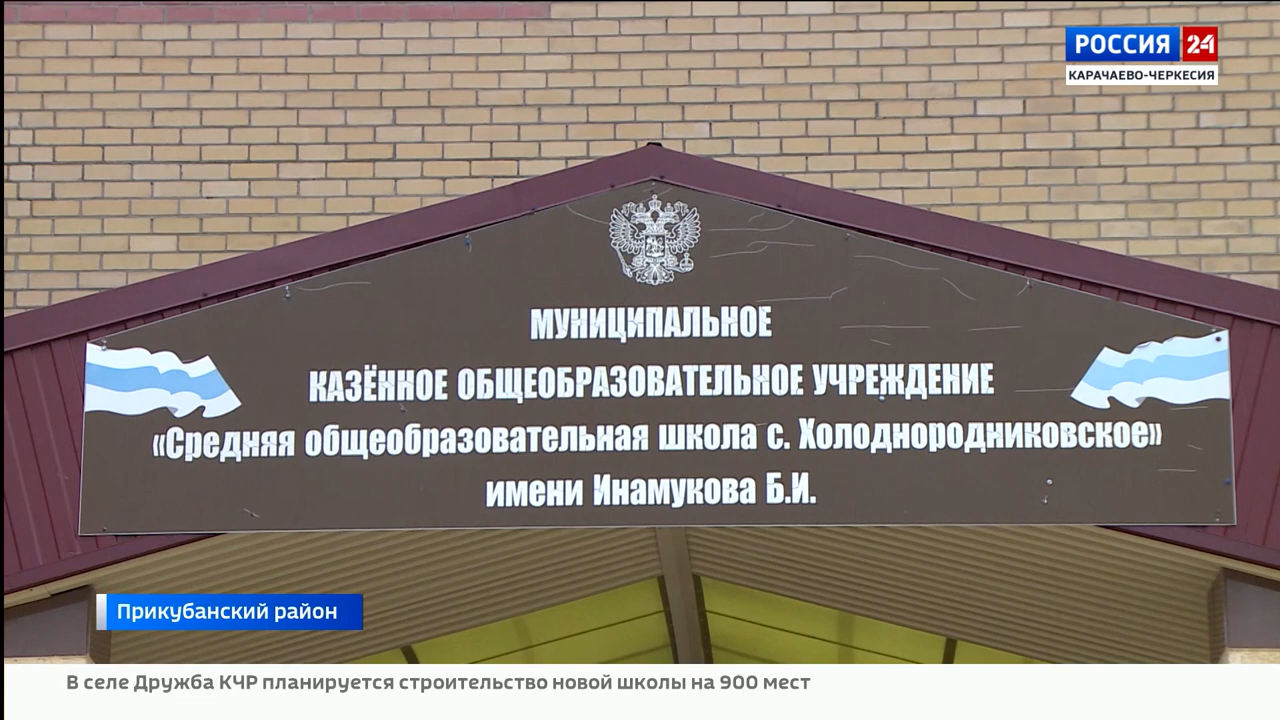 РОССИЯ 24
КАРАЧАЕВО-ЧЕРКЕСИЯ
МУНИЦИПАЛЬНОЕ
КАЗЁННОЕ ОБЩЕОБРАЗОВАТЕЛЬНОЕ УЧРЕЖДЕНИЕ
«Средняя общеобразовательная школа с. Холоднородниковское»
имени Инамукова Б.И.
Прикубанский район
В селе Дружба КЧР планируется строительство новой школы на 900 мест